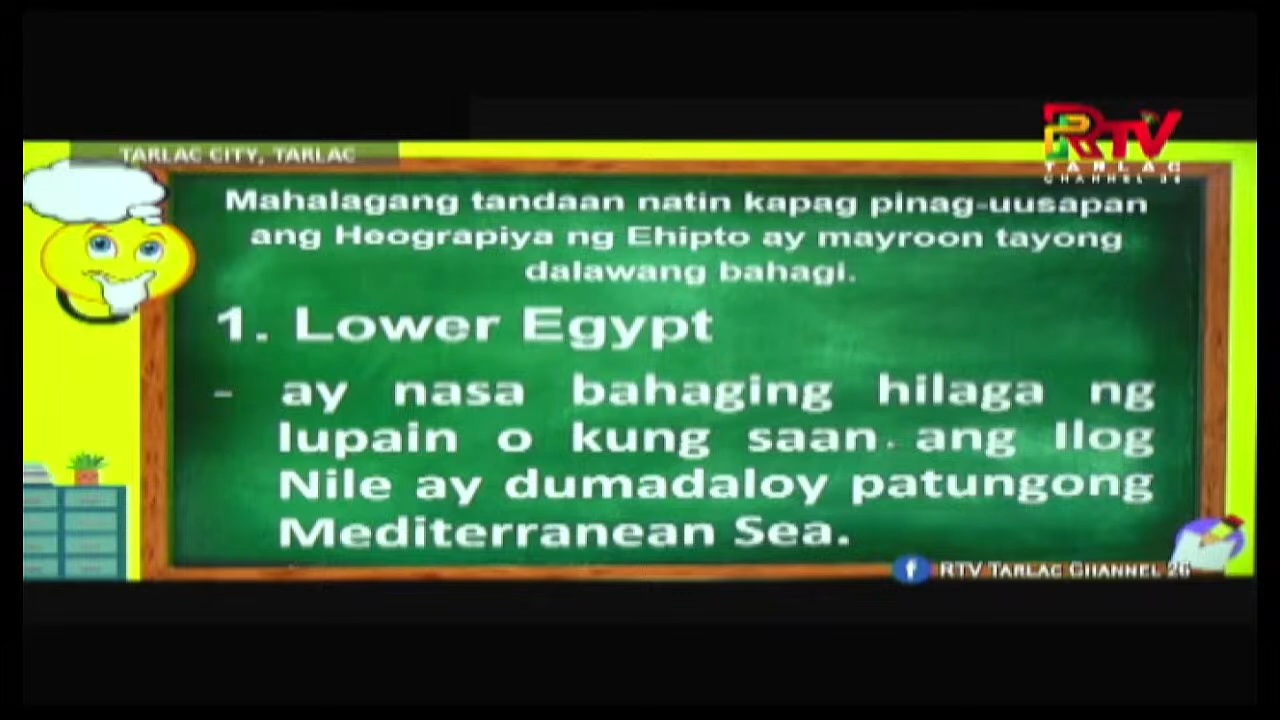 TARLAC CITY, TARLAC
RTV
TARLAC
CHANNEL 26
Mahalagang tandaan natin kapag pinag-uusapan
ang Heograpiya ng Ehipto ay mayroon tayong
dalawang bahagi.
1. Lower Egypt
- ay nasa bahaging hilaga ng
lupain o kung saan ang Ilog
Nile ay dumadaloy patungong
Mediterranean Sea.
f RTV TARLAC CHANNEL 26